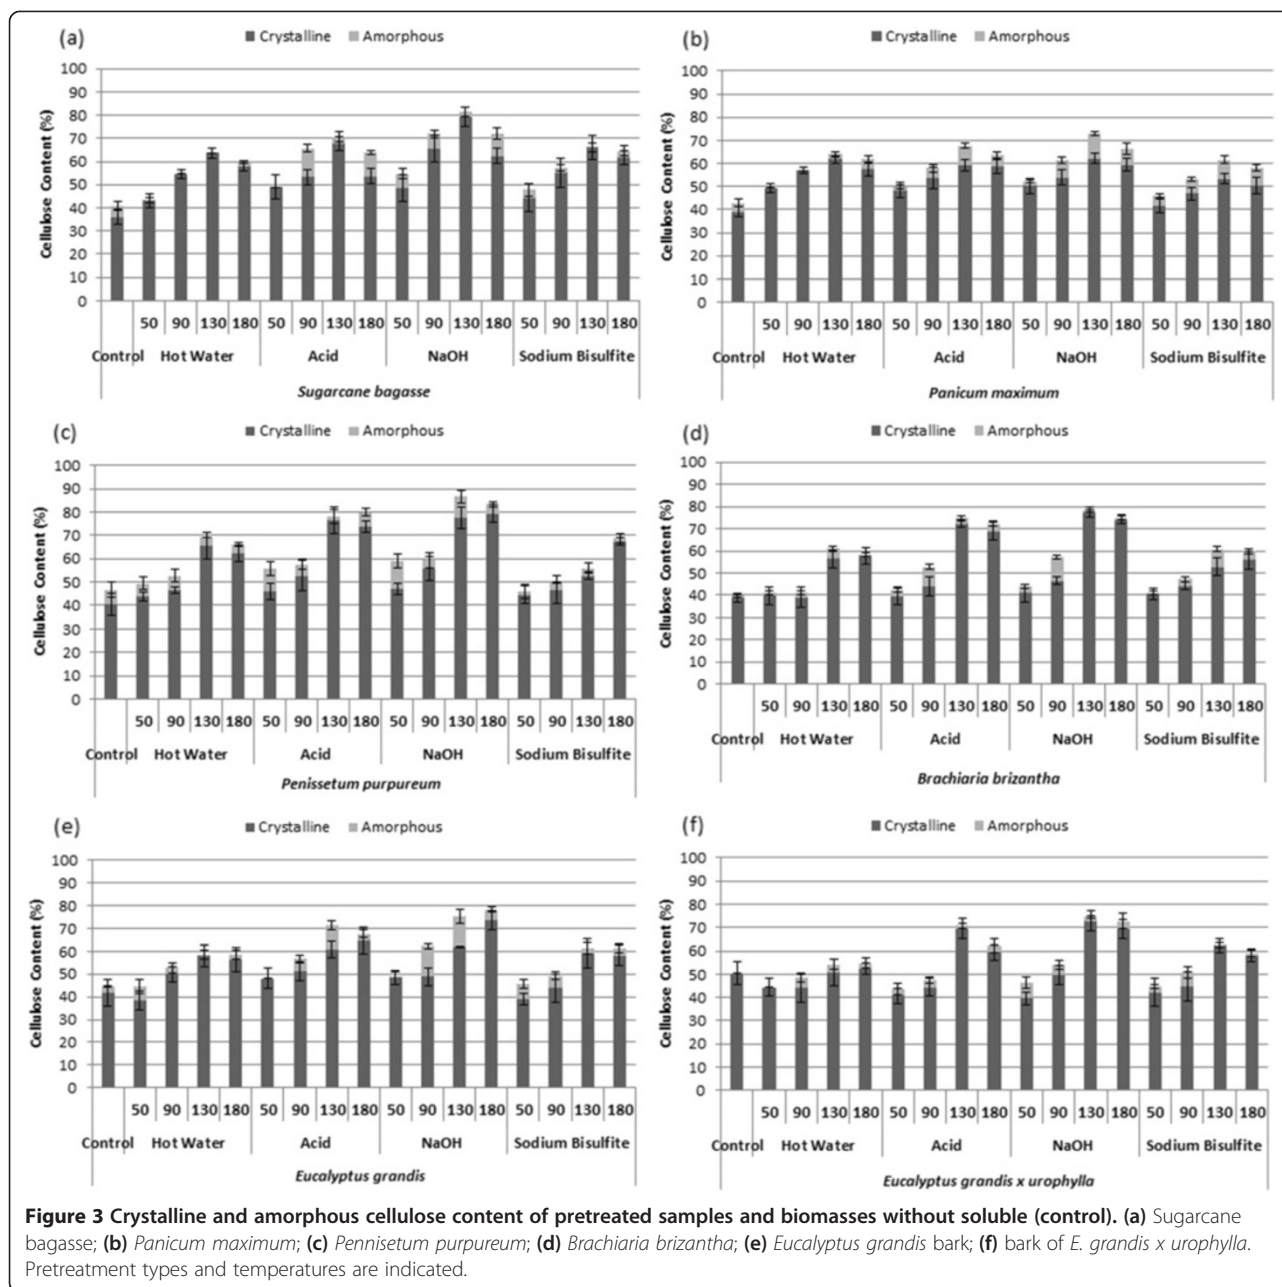 (a)
Crystalline Amorphous
100
90
80
70
60
50
40
30
20
10
0
Cellulose Content (%)
50 90 130 180 50 90 130 180 50 90 130 180 50 90 130 180
Control Hot Water Acid NaOH Sodium Bisulfite
Sugarcane bagasse
(b)
Crystalline Amorphous
100
90
80
70
60
50
40
30
20
10
0
Cellulose Content (%)
50 90 130 180 50 90 130 180 50 90 130 180 50 90 130 180
Control Hot Water Acid NaOH Sodium Bisulfite
Panicum maximum
(c)
Crystalline Amorphous
100
90
80
70
60
50
40
30
20
10
0
Cellulose Content (%)
50 90 130 180 50 90 130 180 50 90 130 180 50 90 130 180
Control Hot Water Acid NaOH Sodium Bisulfite
Penissetum purpureum
(d)
Crystalline Amorphous
100
90
80
70
60
50
40
30
20
10
0
Cellulose Content (%)
50 90 130 180 50 90 130 180 50 90 130 180 50 90 130 180
Control Hot Water Acid NaOH Sodium Bisulfite
Brachiaria brizantha
(e)
Crystalline Amorphous
100
90
80
70
60
50
40
30
20
10
0
Cellulose Content (%)
50 90 130 180 50 90 130 180 50 90 130 180 50 90 130 180
Control Hot Water Acid NaOH Sodium Bisulfite
Eucalyptus grandis
(f)
Crystalline Amorphous
100
90
80
70
60
50
40
30
20
10
0
Cellulose Content (%)
50 90 130 180 50 90 130 180 50 90 130 180 50 90 130 180
Control Hot Water Acid NaOH Sodium Bisulfite
Eucalyptus grandis x urophylla
Figure 3 Crystalline and amorphous cellulose content of pretreated samples and biomasses without soluble (control). (a) Sugarcane
bagasse; (b) Panicum maximum; (c) Pennisetum purpureum; (d) Brachiaria brizantha; (e) Eucalyptus grandis bark; (f) bark of E. grandis x urophylla.
Pretreatment types and temperatures are indicated.